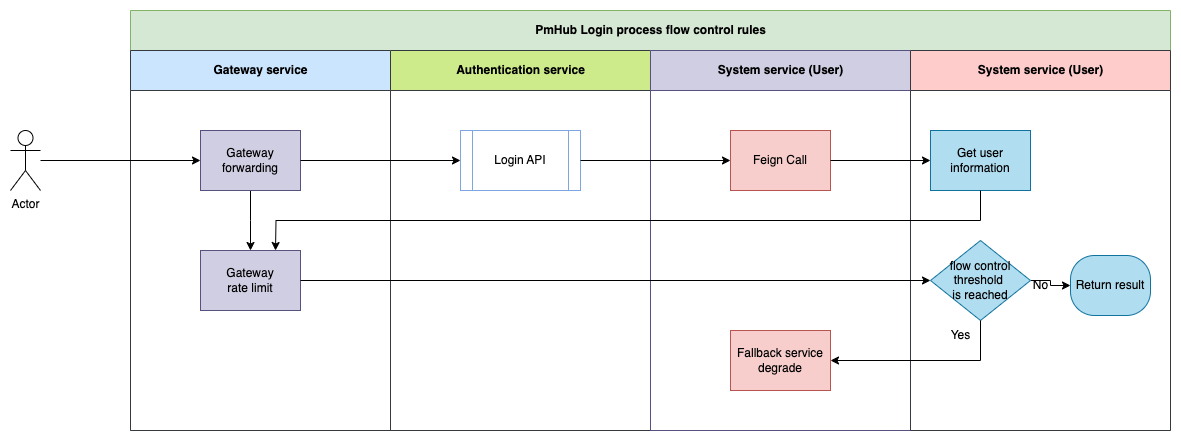 PmHub Login process flow control rules
Gateway service
Authentication service
System service (User)
System service (User)
Actor
Gateway
forwarding
Login API
Feign Call
Get user
information
Gateway
rate limit
flow control
threshold
is reached
No
Return result
Yes
Fallback service
degrade